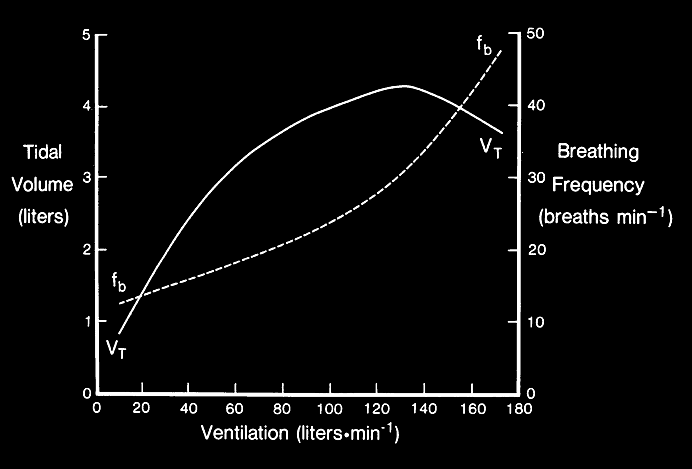 5
4
3
2
1
0
Tidal
Volume
(liters)
50
40
30
20
10
0
Breathing
Frequency
(breaths min⁻¹)
f_b
V_T
f_b
V_T
0 20 40 60 80 100 120 140 160 180
Ventilation (liters•min⁻¹)